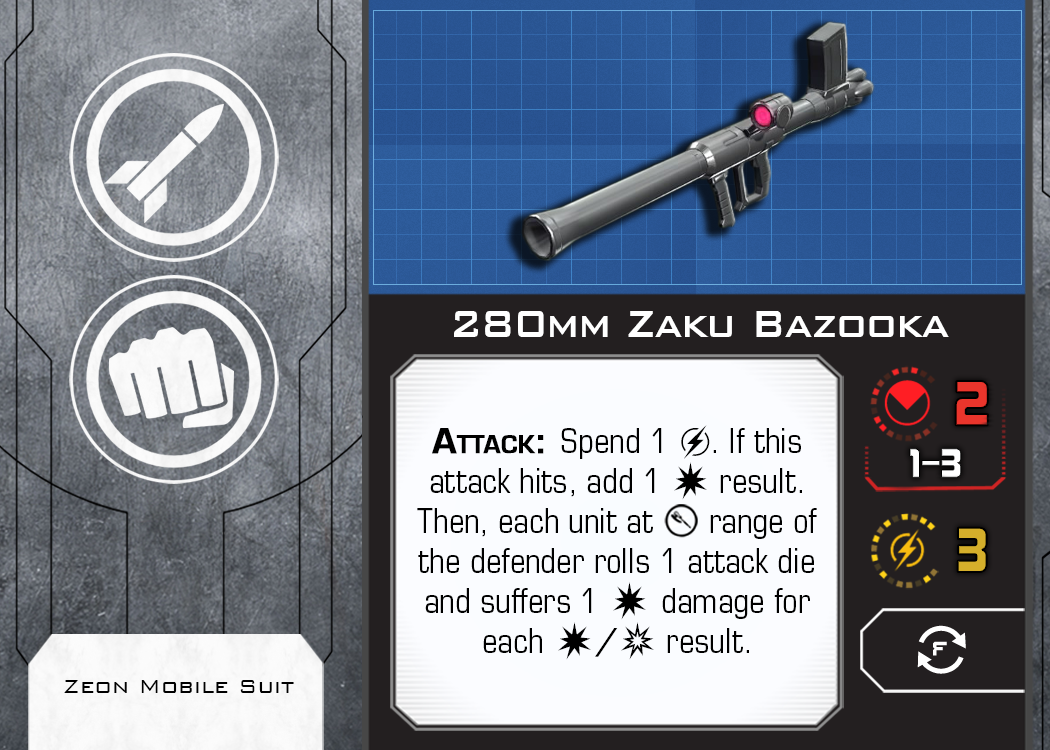 280mm Zaku Bazooka
Attack: Spend 1 . If this
attack hits, add 1 result.
Then, each unit at range of
the defender rolls 1 attack die
and suffers 1 damage for
each / result.
2
1–3
3
F
Zeon Mobile Suit